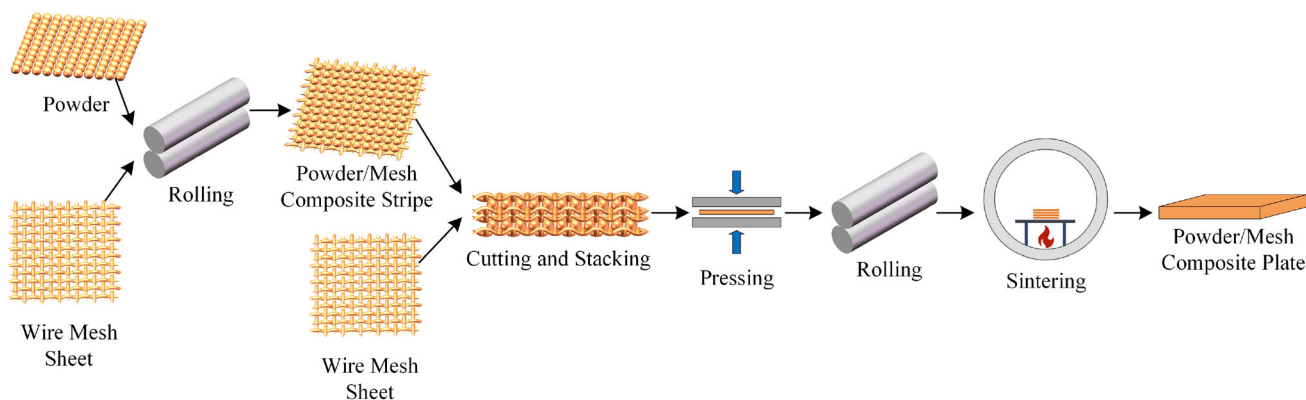 Powder
Rolling
Wire Mesh
Sheet
Powder/Mesh
Composite Stripe
Wire Mesh
Sheet
Cutting and Stacking
Pressing
Rolling
Sintering
Powder/Mesh
Composite Plate